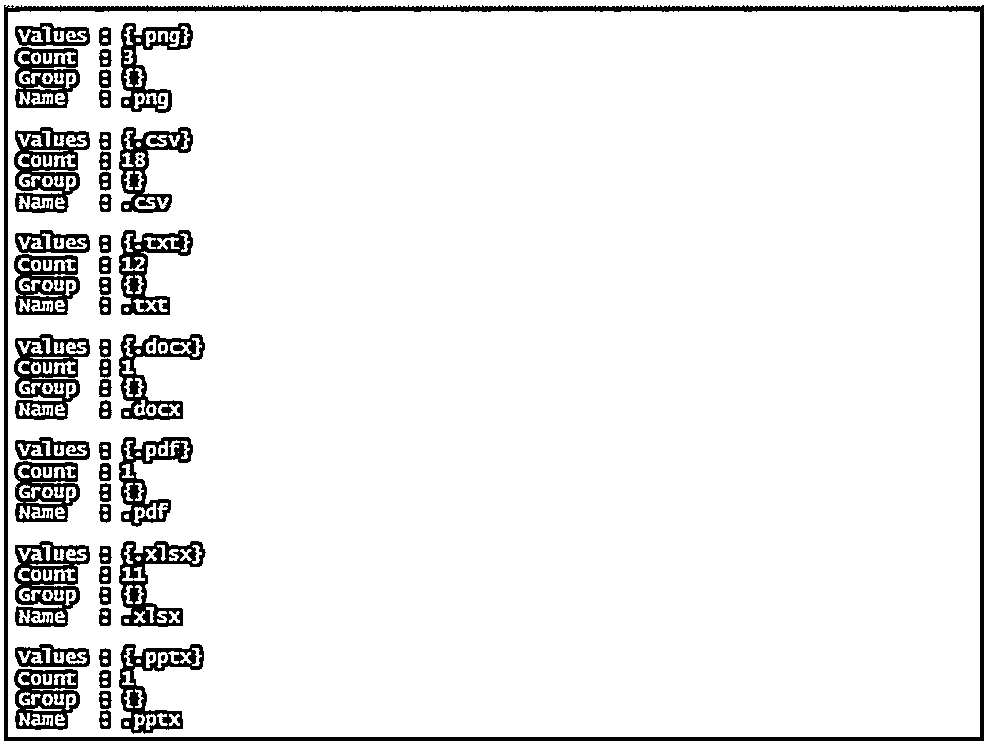 Values : {.png}
Count  : 3
Group  : {}
Name   : .png
Values : {.csv}
Count  : 18
Group  : {}
Name   : .csv
Values : {.txt}
Count  : 12
Group  : {}
Name   : .txt
Values : {.docx}
Count  : 1
Group  : {}
Name   : .docx
Values : {.pdf}
Count  : 1
Group  : {}
Name   : .pdf
Values : {.xlsx}
Count  : 11
Group  : {}
Name   : .xlsx
Values : {.pptx}
Count  : 1
Group  : {}
Name   : .pptx